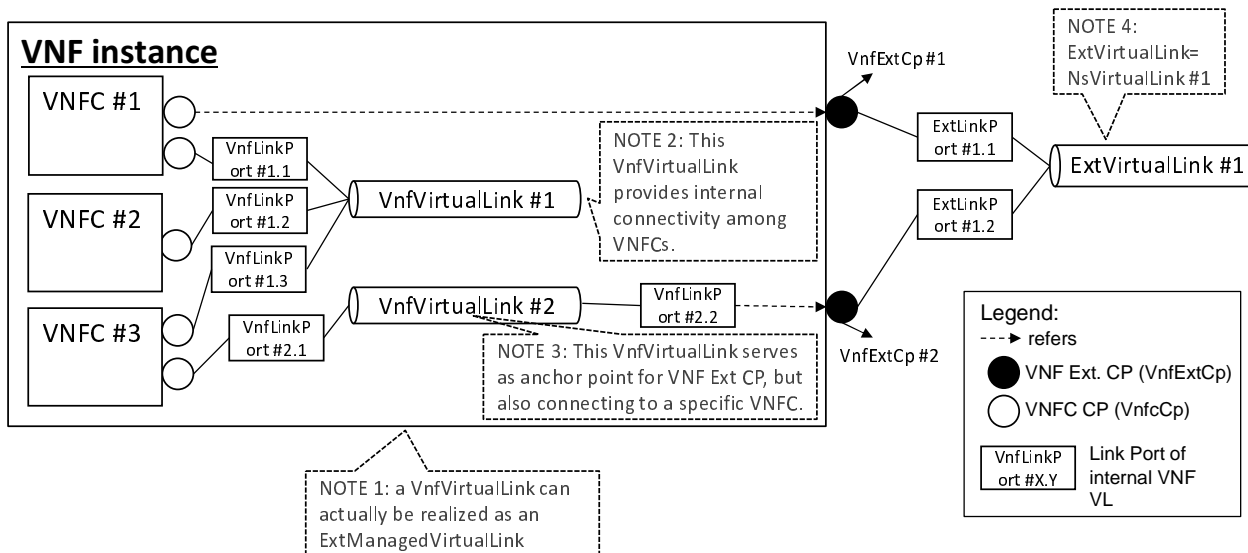 VNF instance
VNFC #1
VNFC #2
VNFC #3
VnfLinkP
ort #1.1
VnfLinkP
ort #1.2
VnfLinkP
ort #1.3
VnfLinkP
ort #2.1
VnfVirtualLink #1
VnfVirtualLink #2
NOTE 2: This
VnfVirtualLink
provides internal
connectivity among
VNFCs.
VnfLinkP
ort #2.2
NOTE 3: This VnfVirtualLink serves
as anchor point for VNF Ext CP, but
also connecting to a specific VNFC.
NOTE 1: a VnfVirtualLink can
actually be realized as an
ExtManagedVirtualLink
VnfExtCp #1
VnfExtCp #2
ExtLinkP
ort #1.1
ExtLinkP
ort #1.2
NOTE 4:
ExtVirtualLink=
NsVirtualLink #1
ExtVirtualLink #1
Legend:
refers
VNF Ext. CP (VnfExtCp)
VNFC CP (VnfcCp)
VnfLinkP
ort #X.Y
Link Port of
internal VNF
VL